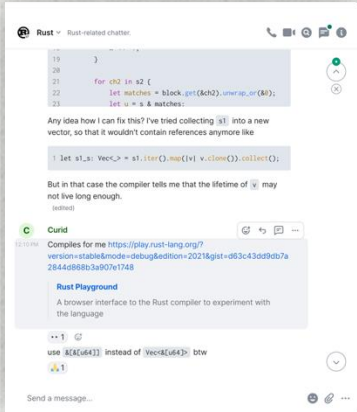 Rust Rust-related chatter.
19 }
20
21 for ch2 in s2 {
22 let matches = block.get(&ch2).unwrap_or(&0);
23 let u = s & matches;
Any idea how I can fix this? I've tried collecting s1 into a new
vector, so that it wouldn't contain references anymore like
1 let s1_s: Vec<_> = s1.iter().map(|v| v.clone()).collect();
But in that case the compiler tells me that the lifetime of v may
not live long enough.
(edited)
C Curid
12:10 PM Compiles for me https://play.rust-lang.org/?
version=stable&mode=debug&edition=2021&gist=d63c43dd9db7a
2844d868b3a907e1748
Rust Playground
A browser interface to the Rust compiler to experiment with
the language
1
use &[&[u64]] instead of Vec<&[u64]> btw
1
Send a message...